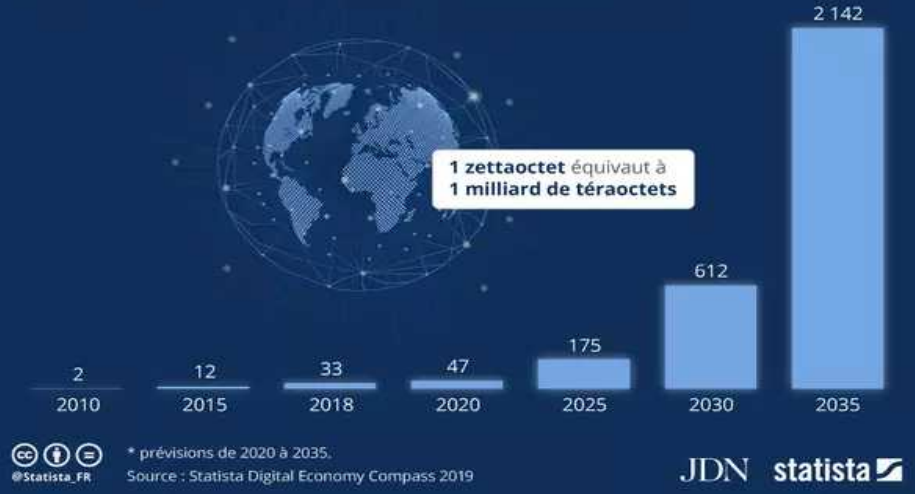 2 142
1 zettaoctet équivaut à
1 milliard de téraoctets
612
175
47
33
12
2
2010 2015 2018 2020 2025 2030 2035
* prévisions de 2020 à 2035.
@Statista_FR
Source : Statista Digital Economy Compass 2019
JDN statista